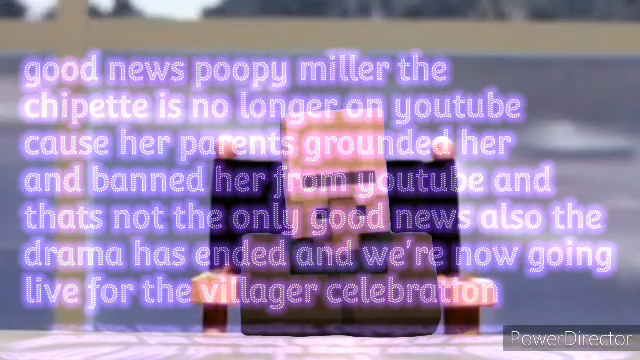 good news poopy miller the
chipette is no longer on youtube
cause her parents grounded her
and banned her from youtube and
thats not the only good news also the
drama has ended and we're now going
live for the villager celebration
PowerDirector